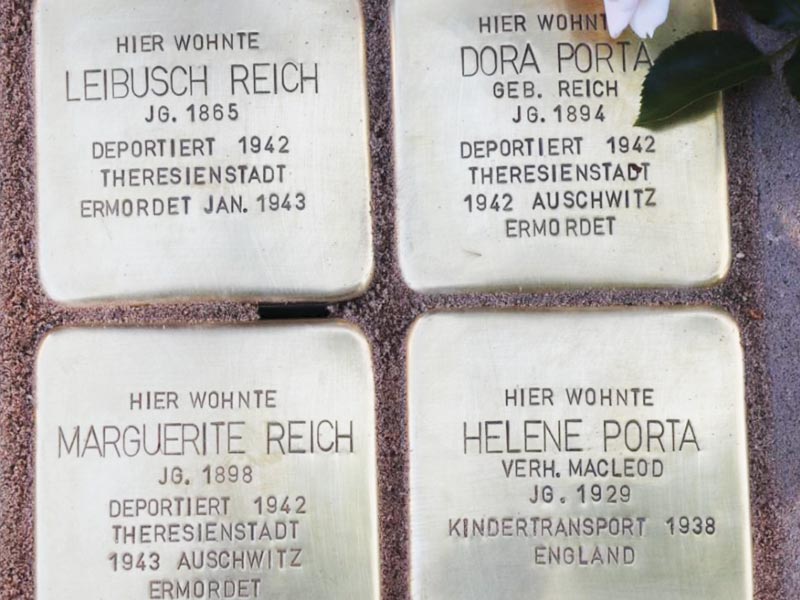 HIER WOHNTE
LEIBUSCH REICH
JG. 1865
DEPORTIERT 1942
THERESIENSTADT
ERMORDET JAN. 1943
HIER WOHNTE
DORA PORTA
GEB. REICH
JG. 1894
DEPORTIERT 1942
THERESIENSTADT
1942 AUSCHWITZ
ERMORDET
HIER WOHNTE
MARGUERITE REICH
JG. 1898
DEPORTIERT 1942
THERESIENSTADT
1943 AUSCHWITZ
ERMORDET
HIER WOHNTE
HELENE PORTA
VERH. MACLEOD
JG. 1929
KINDERTRANSPORT 1938
ENGLAND